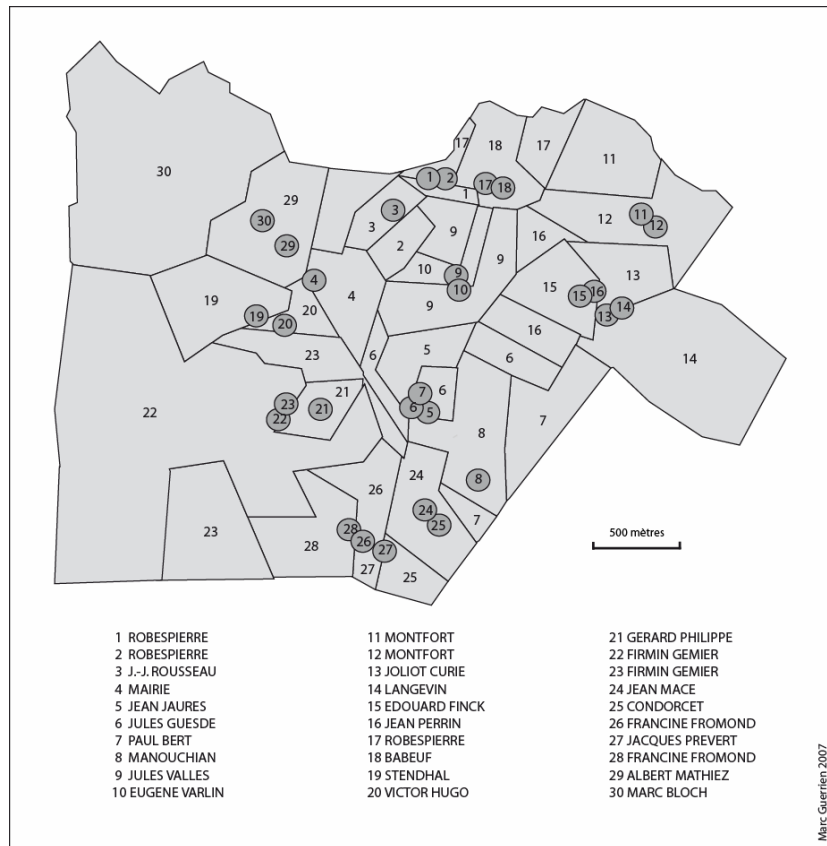 17
18
17
11
30
1
2
17
18
1
29
3
11
12
12
30
3
9
16
29
2
10
9
9
13
15
16
15
4
19
4
10
14
13
19
20
20
9
16
14
23
6
5
6
22
21
7
6
23
21
6
5
7
22
8
24
8
26
24
25
7
23
28
28
26
27
27
25
500 mètres
1 ROBESPIERRE
2 ROBESPIERRE
3 J.-J. ROUSSEAU
4 MAIRIE
5 JEAN JAURES
6 JULES GUESDE
7 PAUL BERT
8 MANOUCHIAN
9 JULES VALLES
10 EUGENE VARLIN
11 MONTFORT
12 MONTFORT
13 JOLIOT CURIE
14 LANGEVIN
15 EDOUARD FINCK
16 JEAN PERRIN
17 ROBESPIERRE
18 BABEUF
19 STENDHAL
20 VICTOR HUGO
21 GERARD PHILIPPE
22 FIRMIN GEMIER
23 FIRMIN GEMIER
24 JEAN MACE
25 CONDORCET
26 FRANCINE FROMOND
27 JACQUES PREVERT
28 FRANCINE FROMOND
29 ALBERT MATHIEZ
30 MARC BLOCH
Marc Guerrien 2007